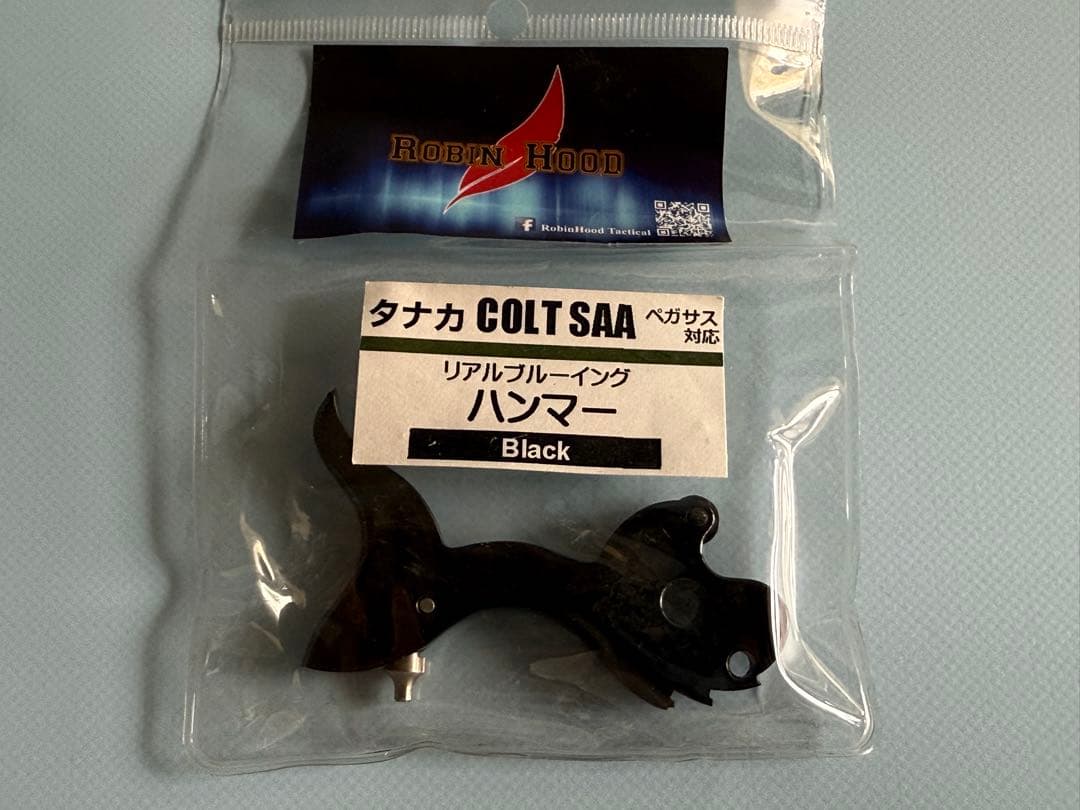 ROBIN HOOD
f RobinHood Tactical
タナカ COLT SAA ペガサス
対応
リアルブルーイング
ハンマー
Black